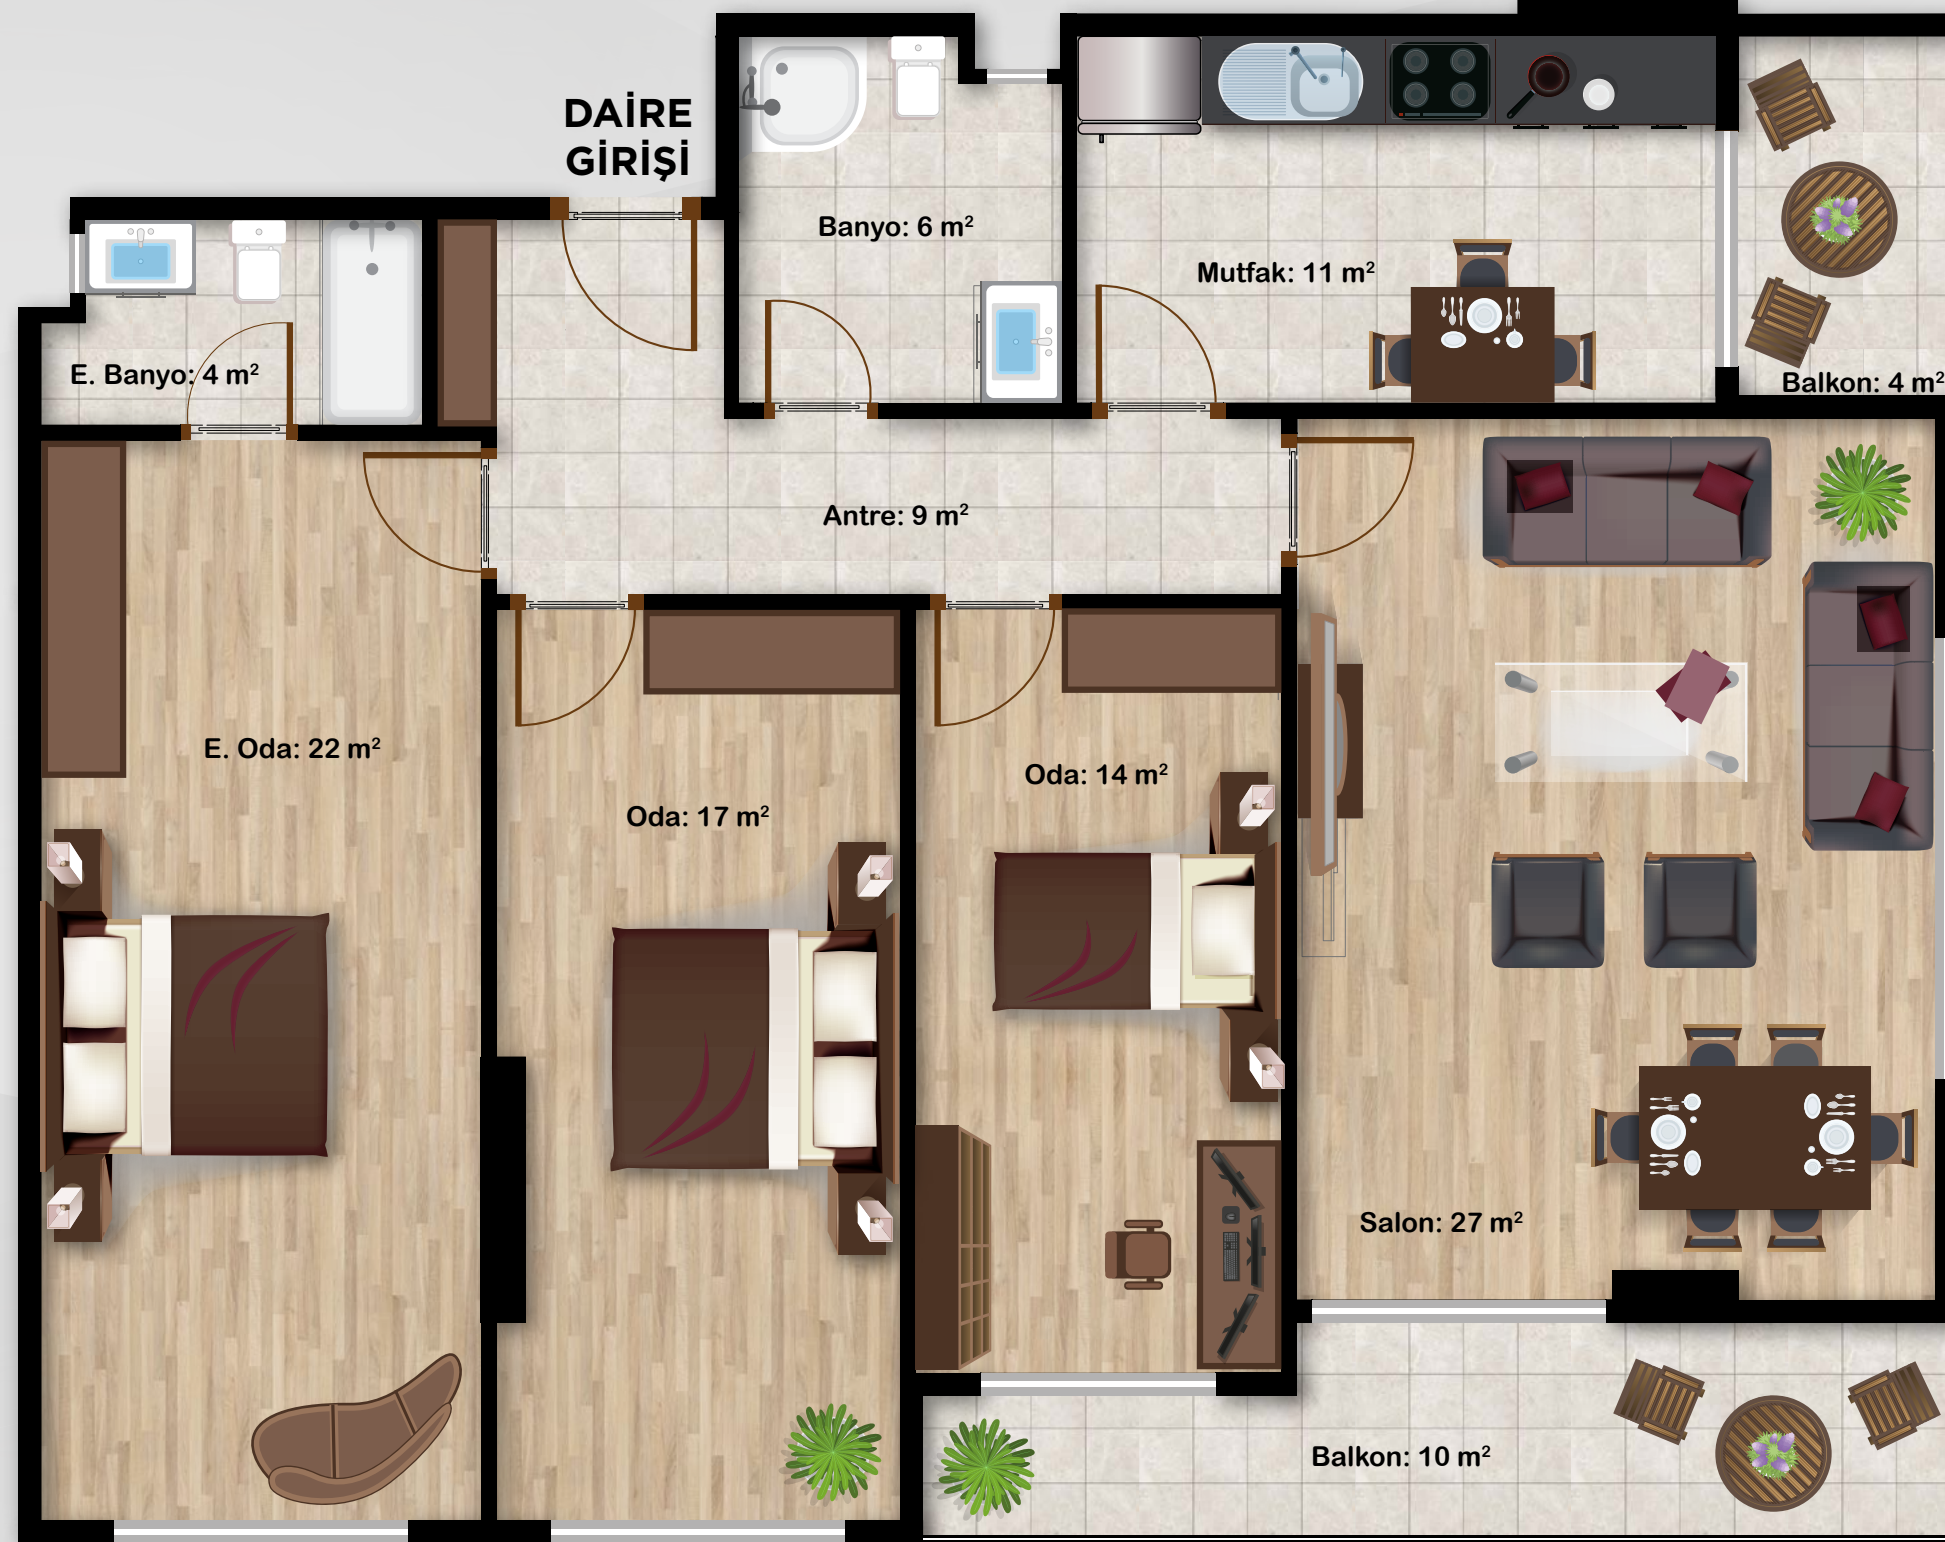 DAİRE
GİRİŞİ
Banyo: 6 m²
Mutfak: 11 m²
E. Banyo: 4 m²
Balkon: 4 m²
Antre: 9 m²
E. Oda: 22 m²
Oda: 17 m²
Oda: 14 m²
Salon: 27 m²
Balkon: 10 m²